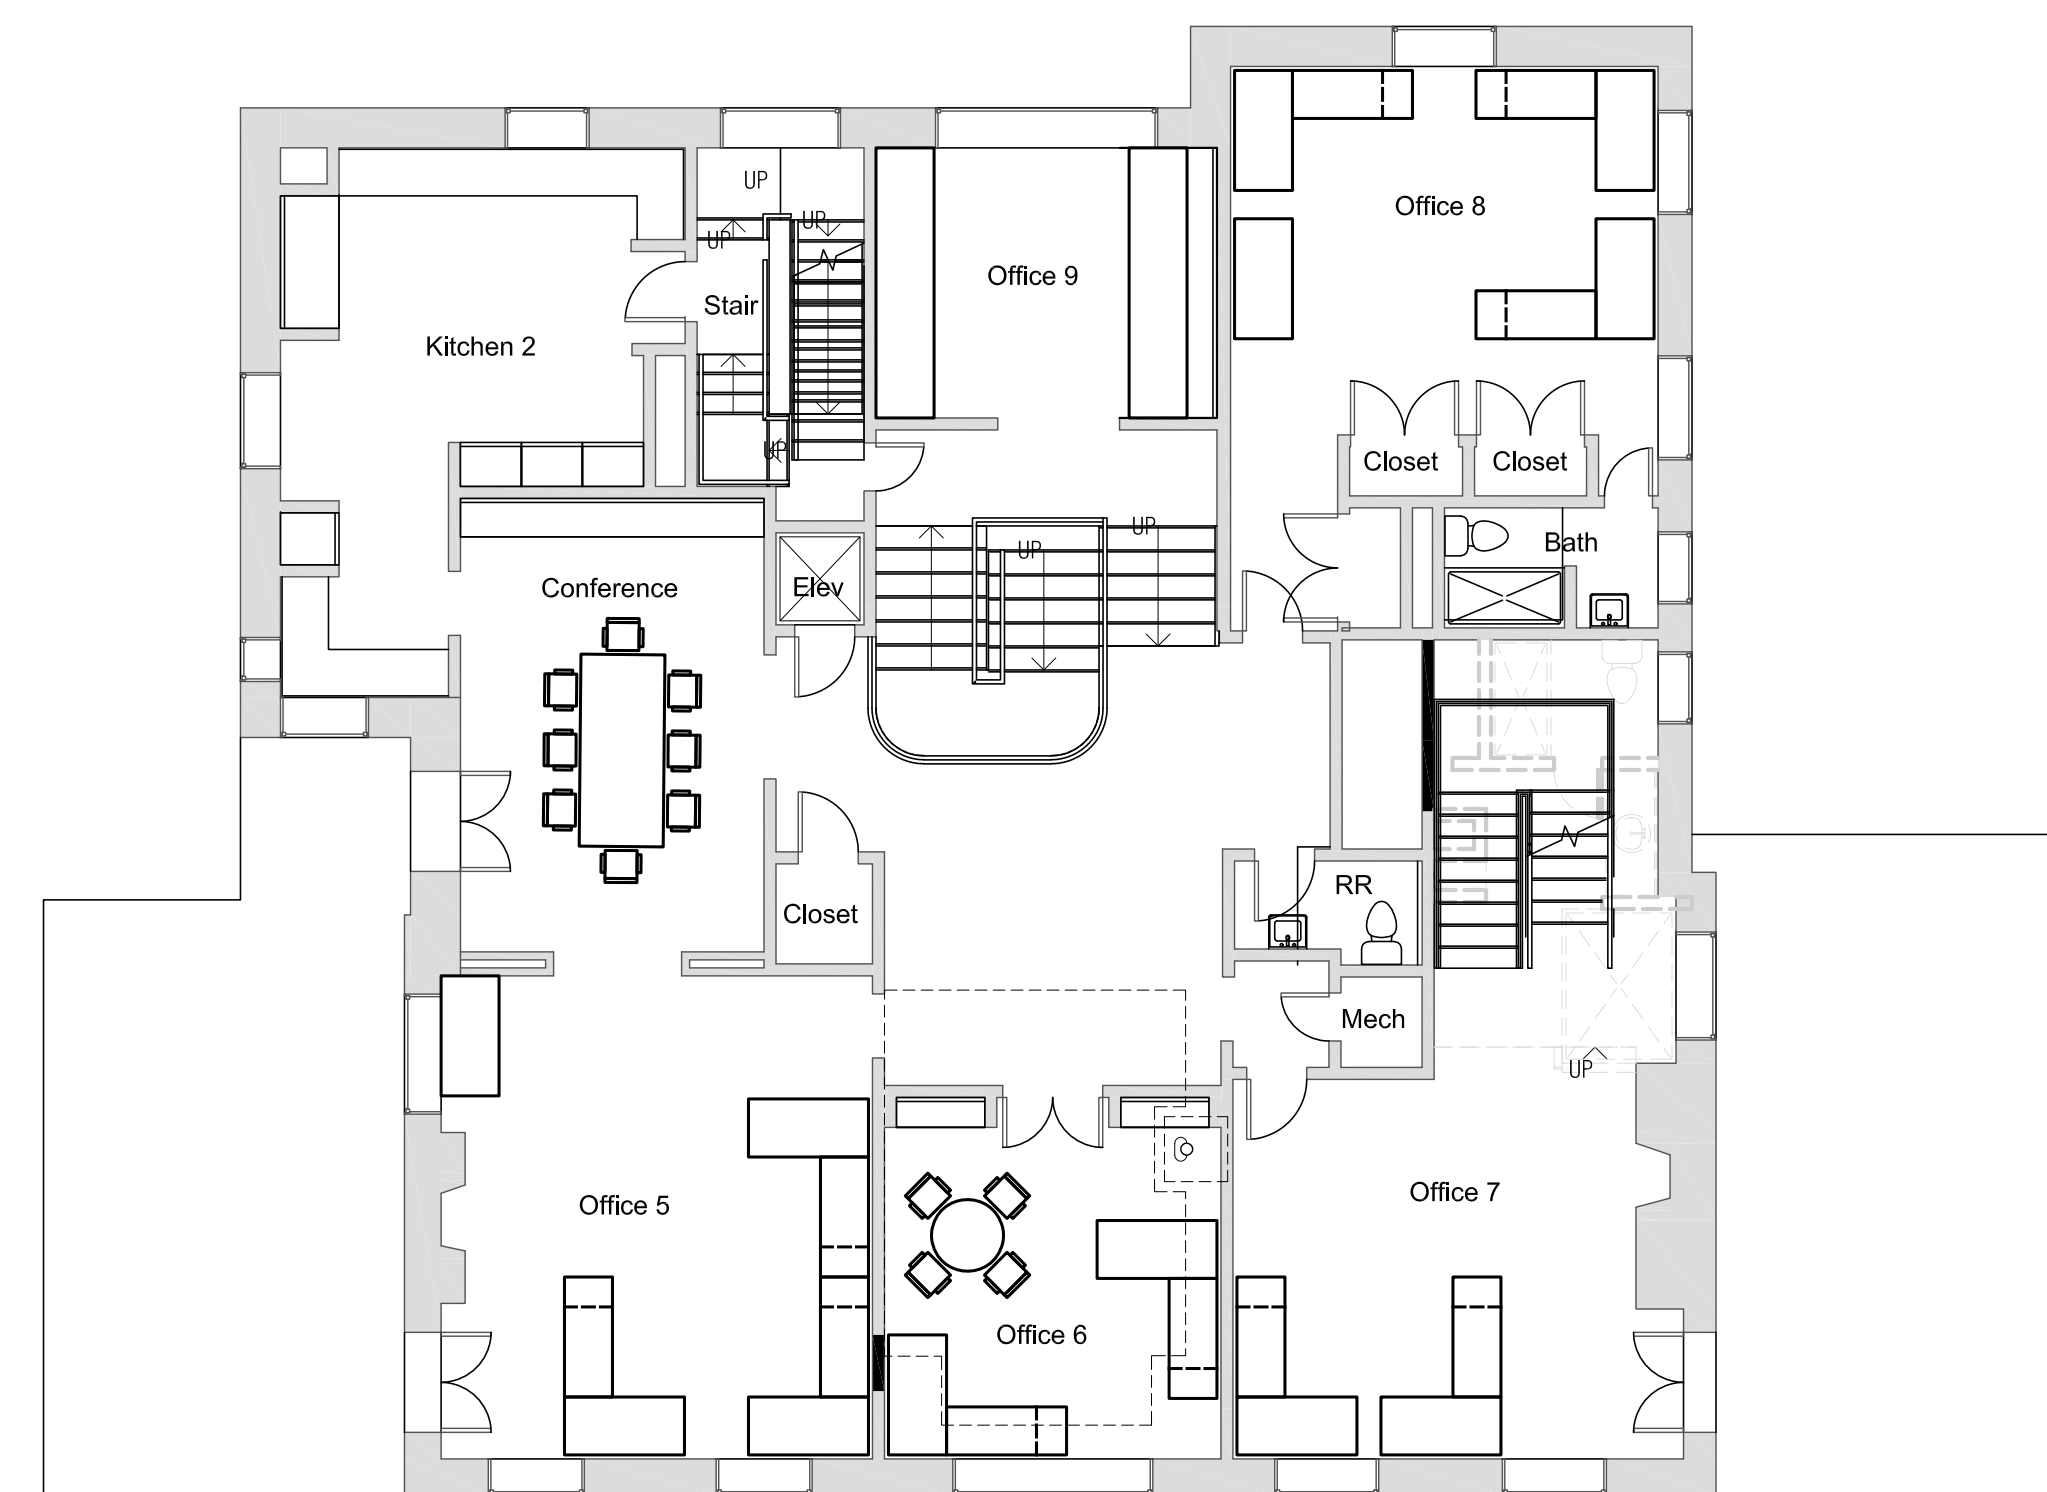 UP
Office 8
UP
UP
Office 9
Stair
Kitchen 2
UP
Closet
Closet
UP
UP
Bath
Conference
Elev
RR
Closet
Mech
UP
Office 7
Office 5
Office 6